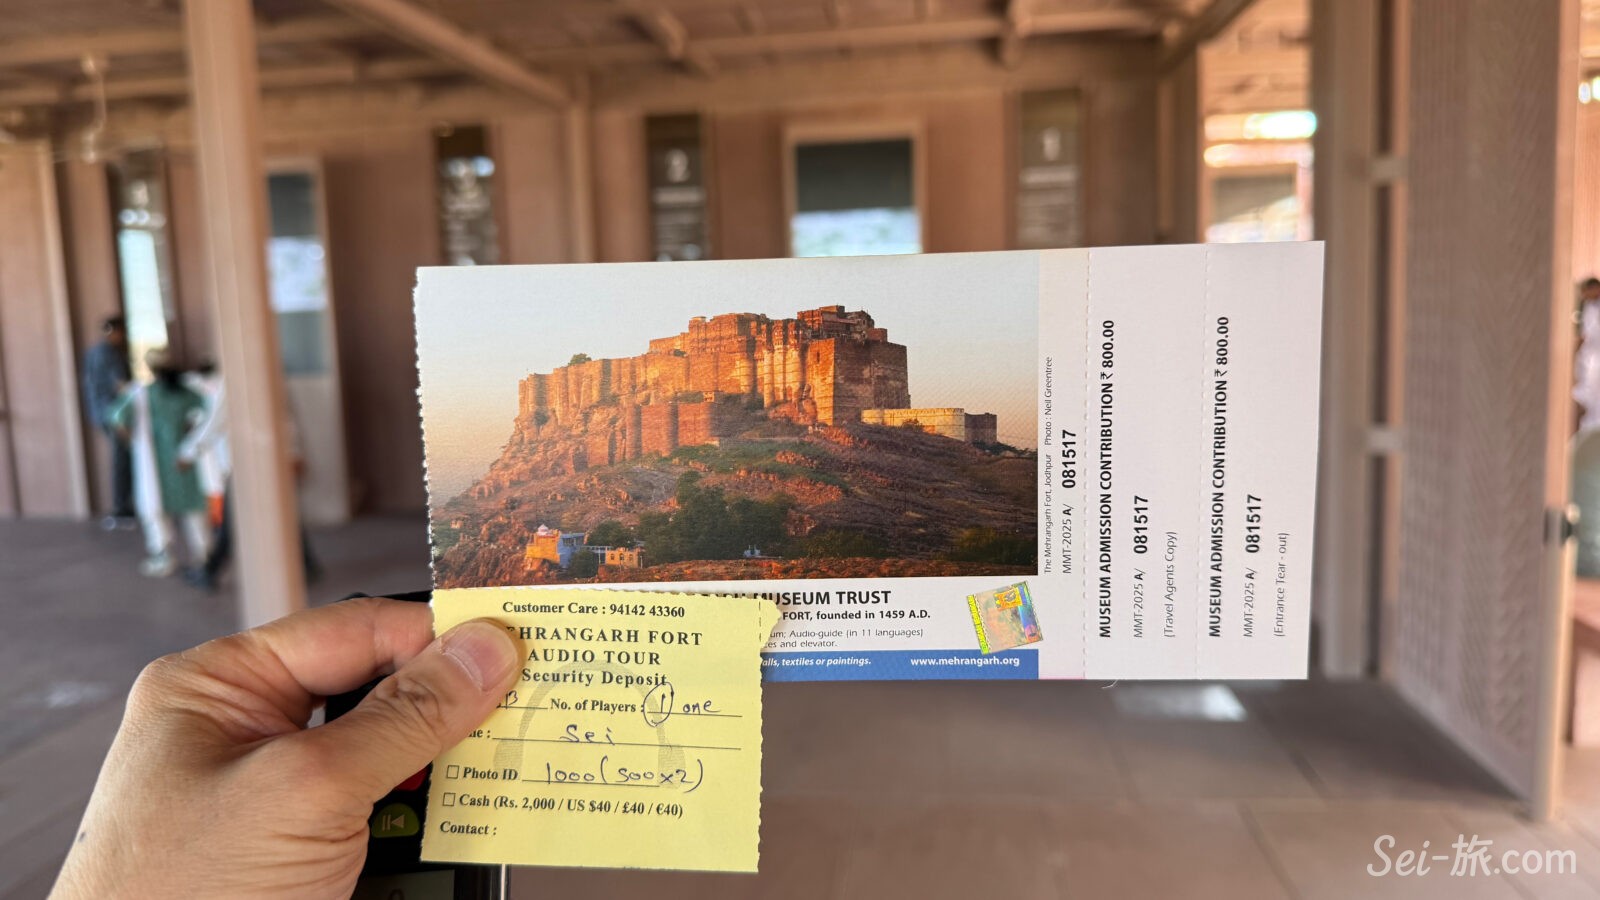 2
1
MUSEUM TRUST
FORT, founded in 1459 A.D.
Audio-guide (in 11 languages)
and elevator.
textiles or paintings.
www.mehrangarh.org
The Mehrangarh Fort, Jodhpur Photo : Neil Greentree
MMT-2025 A/ 081517
MUSEUM ADMISSION CONTRIBUTION ₹ 800.00
MMT-2025 A/ 081517
(Travel Agents Copy)
MUSEUM ADMISSION CONTRIBUTION ₹ 800.00
MMT-2025 A/ 081517
(Entrance Tear - out)
Customer Care : 94142 43360
EHRANGARH FORT
AUDIO TOUR
Security Deposit
No. of Players : 1 one
Sei
Photo ID 1000 (500x2)
Cash (Rs. 2,000 / US $40 / £40 / €40)
Contact :
Sei-旅.com